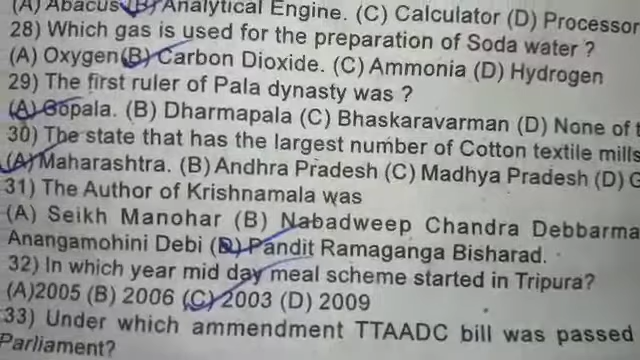 (A) Abacus (B) Analytical Engine. (C) Calculator (D) Processor
28) Which gas is used for the preparation of Soda water ?
(A) Oxygen (B) Carbon Dioxide. (C) Ammonia (D) Hydrogen
29) The first ruler of Pala dynasty was ?
(A) Gopala. (B) Dharmapala (C) Bhaskaravarman (D) None of t
30) The state that has the largest number of Cotton textile mills
(A) Maharashtra. (B) Andhra Pradesh (C) Madhya Pradesh (D) G
31) The Author of Krishnamala was
(A) Seikh Manohar (B) Nabadweep Chandra Debbarma
Anangamohini Debi (D) Pandit Ramaganga Bisharad.
32) In which year mid day meal scheme started in Tripura?
(A)2005 (B) 2006 (C) 2003 (D) 2009
33) Under which ammendment TTAADC bill was passed
Parliament?